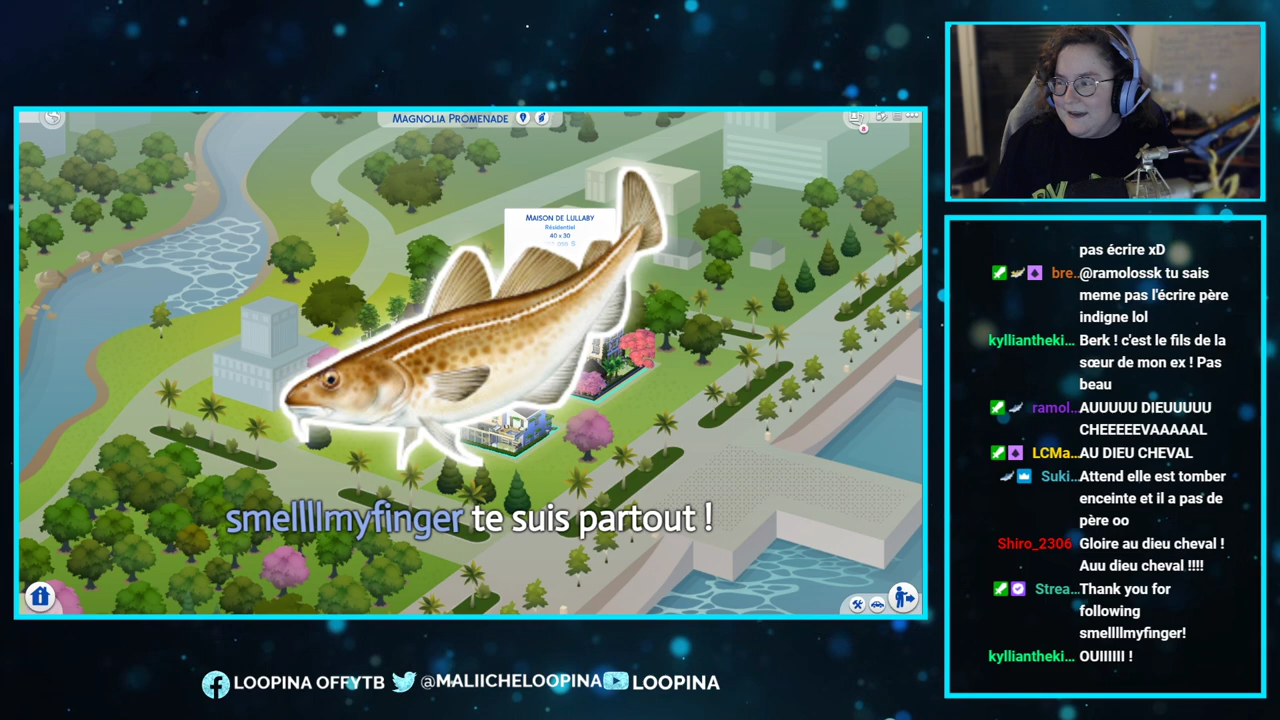 MAGNOLIA PROMENADE
8
MAISON DE LULLABY
Résidentiel
40 x 30
smellllmyfinger te suis partout !
pas écrire xD
bre... @ramolossk tu sais
meme pas l'écrire père
indigne lol
kylliantheki... Berk ! c'est le fils de la
sœur de mon ex ! Pas
beau
ramol... AUUUUU DIEUUUUU
CHEEEEEVAAAAAL
LCMa... AU DIEU CHEVAL
Suki... Attend elle est tomber
enceinte et il a pas de
père oo
Shiro_2306 Gloire au dieu cheval !
Auu dieu cheval !!!!
Strea... Thank you for
following
smellllmyfinger!
kylliantheki... OUIIIIII !
LOOPINA OFFYTB @MALIICHELOOPINA LOOPINA